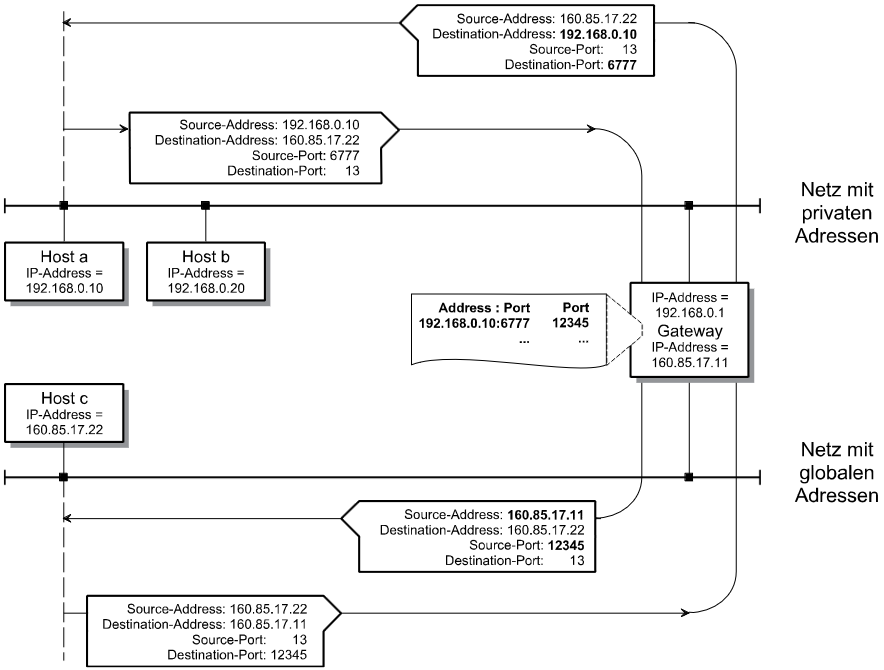 Source-Address: 160.85.17.22
Destination-Address: 192.168.0.10
Source-Port: 13
Destination-Port: 6777
Source-Address: 192.168.0.10
Destination-Address: 160.85.17.22
Source-Port: 6777
Destination-Port: 13
Netz mit
privaten
Adressen
Host a
IP-Address =
192.168.0.10
Host b
IP-Address =
192.168.0.20
Address : Port Port
192.168.0.10:6777 12345
... ...
IP-Address =
192.168.0.1
Gateway
IP-Address =
160.85.17.11
Host c
IP-Address =
160.85.17.22
Netz mit
globalen
Adressen
Source-Address: 160.85.17.11
Destination-Address: 160.85.17.22
Source-Port: 12345
Destination-Port: 13
Source-Address: 160.85.17.22
Destination-Address: 160.85.17.11
Source-Port: 13
Destination-Port: 12345